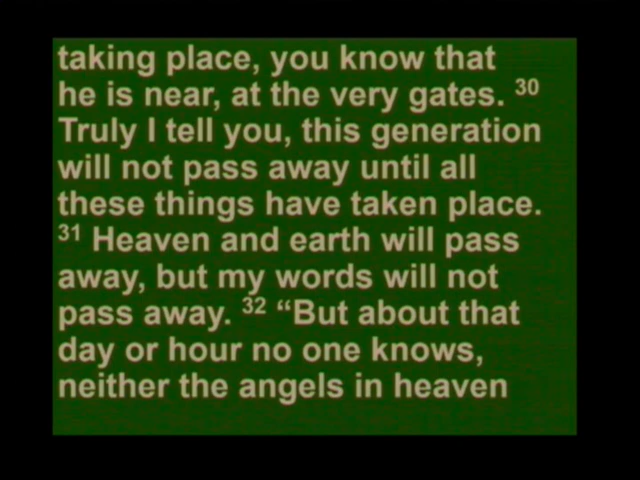 taking place, you know that
he is near, at the very gates. 30
Truly I tell you, this generation
will not pass away until all
these things have taken place.
31 Heaven and earth will pass
away, but my words will not
pass away. 32 “But about that
day or hour no one knows,
neither the angels in heaven